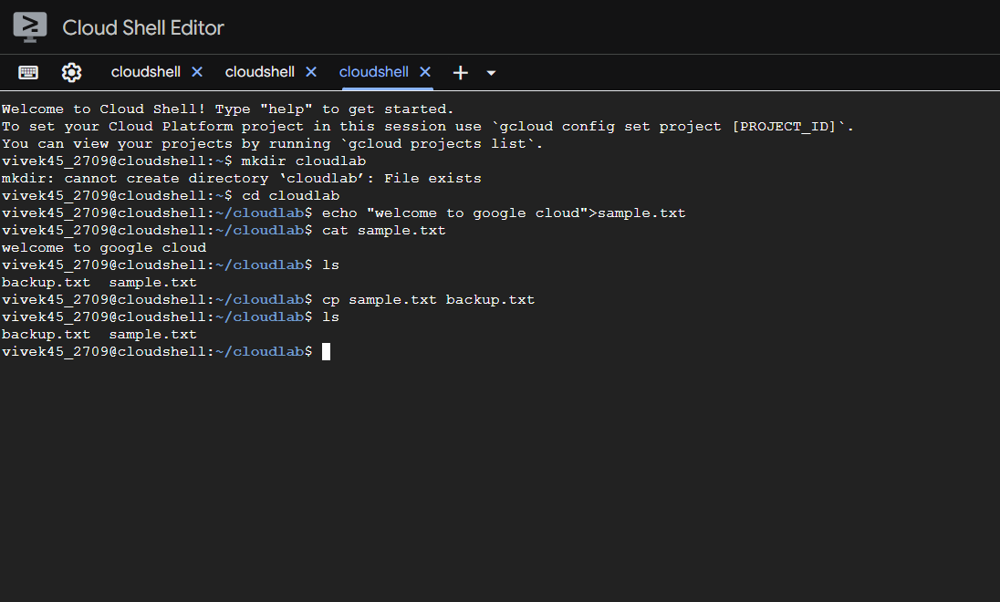 Cloud Shell Editor
cloudshell cloudshell cloudshell
Welcome to Cloud Shell! Type "help" to get started.
To set your Cloud Platform project in this session use `gcloud config set project [PROJECT_ID]`.
You can view your projects by running `gcloud projects list`.
vivek45_2709@cloudshell:~$ mkdir cloudlab
mkdir: cannot create directory ‘cloudlab’: File exists
vivek45_2709@cloudshell:~$ cd cloudlab
vivek45_2709@cloudshell:~/cloudlab$ echo "welcome to google cloud">sample.txt
vivek45_2709@cloudshell:~/cloudlab$ cat sample.txt
welcome to google cloud
vivek45_2709@cloudshell:~/cloudlab$ ls
backup.txt  sample.txt
vivek45_2709@cloudshell:~/cloudlab$ cp sample.txt backup.txt
vivek45_2709@cloudshell:~/cloudlab$ ls
backup.txt  sample.txt
vivek45_2709@cloudshell:~/cloudlab$